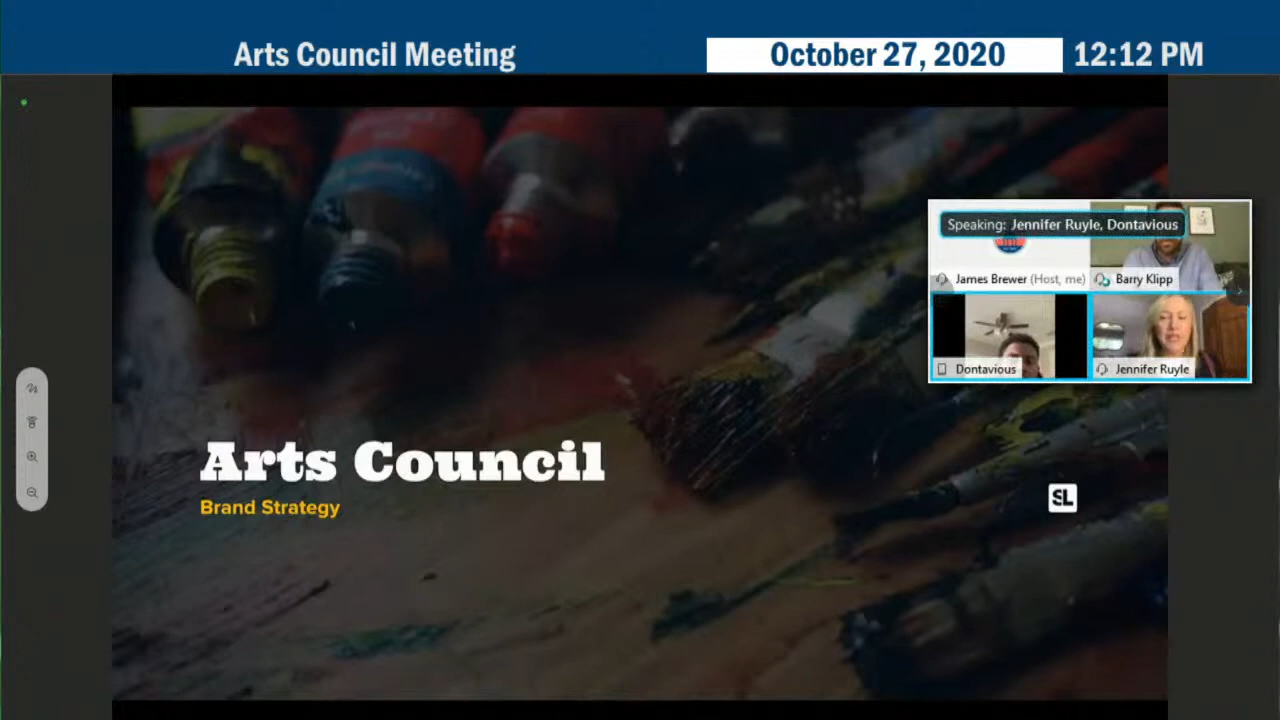 Arts Council Meeting
October 27, 2020
12:12 PM
Speaking: Jennifer Ruyle, Dontavious
James Brewer (Host, me)
Barry Klipp
Dontavious
Jennifer Ruyle
Arts Council
Brand Strategy
SL